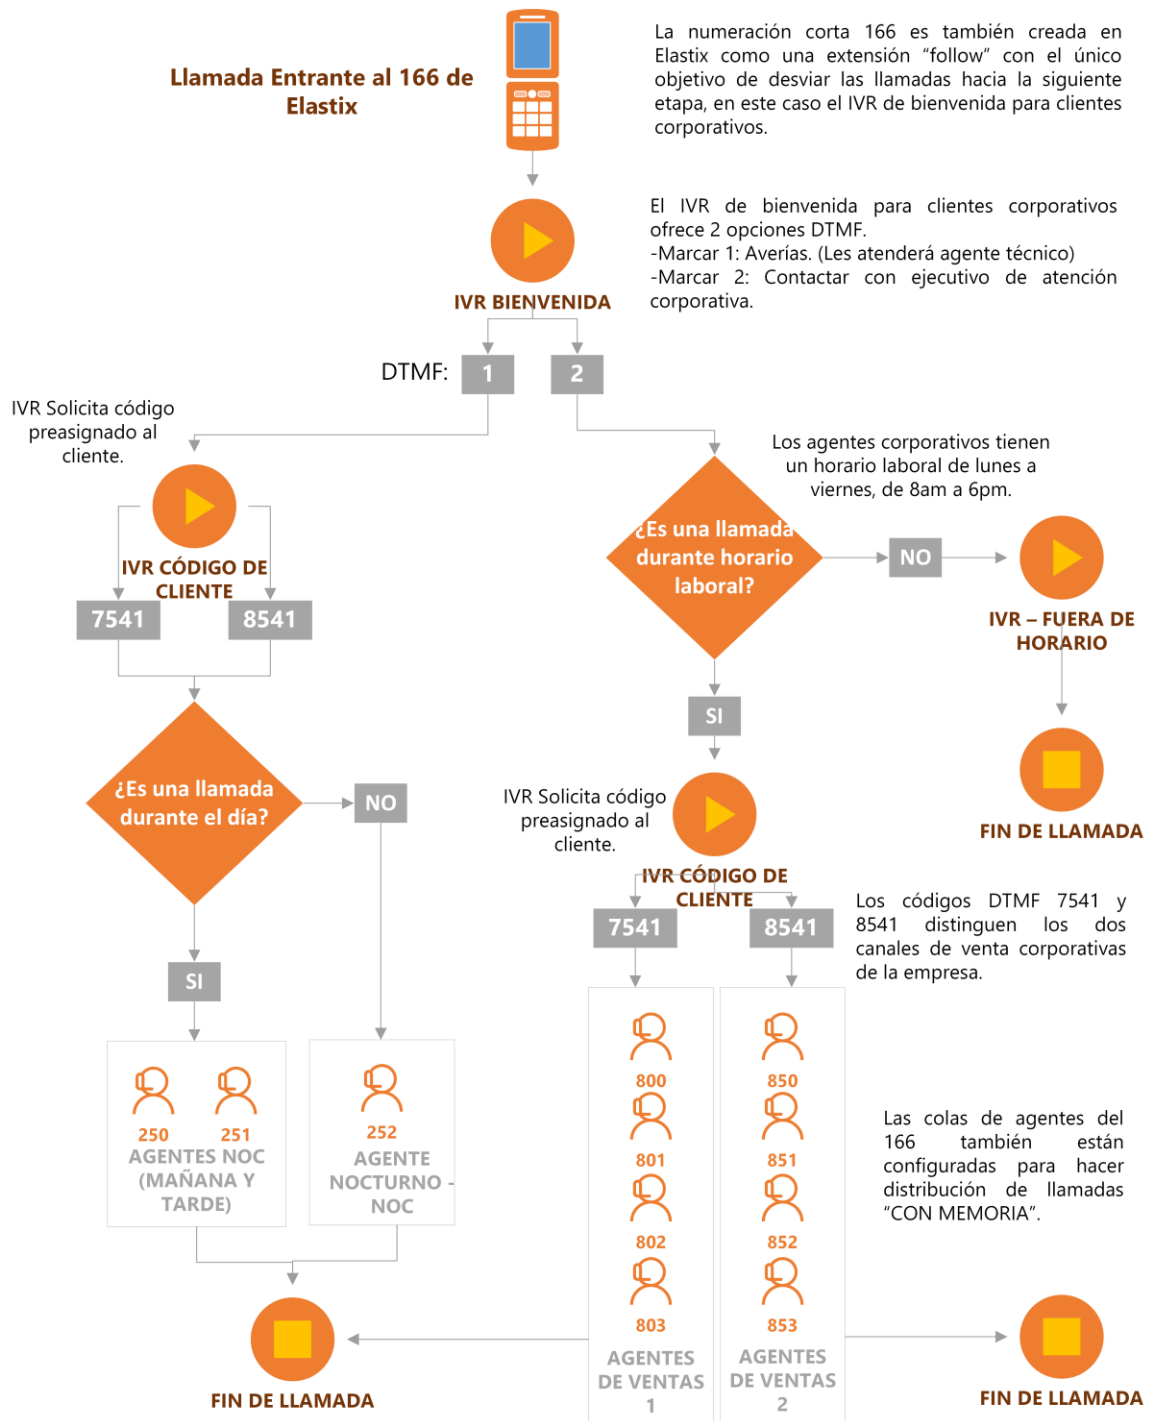 Llamada Entrante al 166 de
Elastix
La numeración corta 166 es también creada en
Elastix como una extensión “follow” con el único
objetivo de desviar las llamadas hacia la siguiente
etapa, en este caso el IVR de bienvenida para clientes
corporativos.
El IVR de bienvenida para clientes corporativos
ofrece 2 opciones DTMF.
-Marcar 1: Averías. (Les atenderá agente técnico)
-Marcar 2: Contactar con ejecutivo de atención
corporativa.
IVR BIENVENIDA
DTMF:
1
2
IVR Solicita código
preasignado al
cliente.
Los agentes corporativos tienen
un horario laboral de lunes a
viernes, de 8am a 6pm.
¿Es una llamada
durante horario
laboral?
NO
IVR CÓDIGO DE
CLIENTE
7541
8541
IVR – FUERA DE
HORARIO
SI
¿Es una llamada
durante el día?
NO
IVR Solicita código
preasignado al
cliente.
FIN DE LLAMADA
IVR CÓDIGO DE
CLIENTE
7541
8541
Los códigos DTMF 7541 y
8541 distinguen los dos
canales de venta corporativas
de la empresa.
SI
250
251
AGENTES NOC
(MAÑANA Y
TARDE)
252
AGENTE
NOCTURNO -
NOC
800
850
801
851
802
852
803
853
Las colas de agentes del
166 también están
configuradas para hacer
distribución de llamadas
“CON MEMORIA”.
AGENTES
DE VENTAS
1
AGENTES
DE VENTAS
2
FIN DE LLAMADA
FIN DE LLAMADA